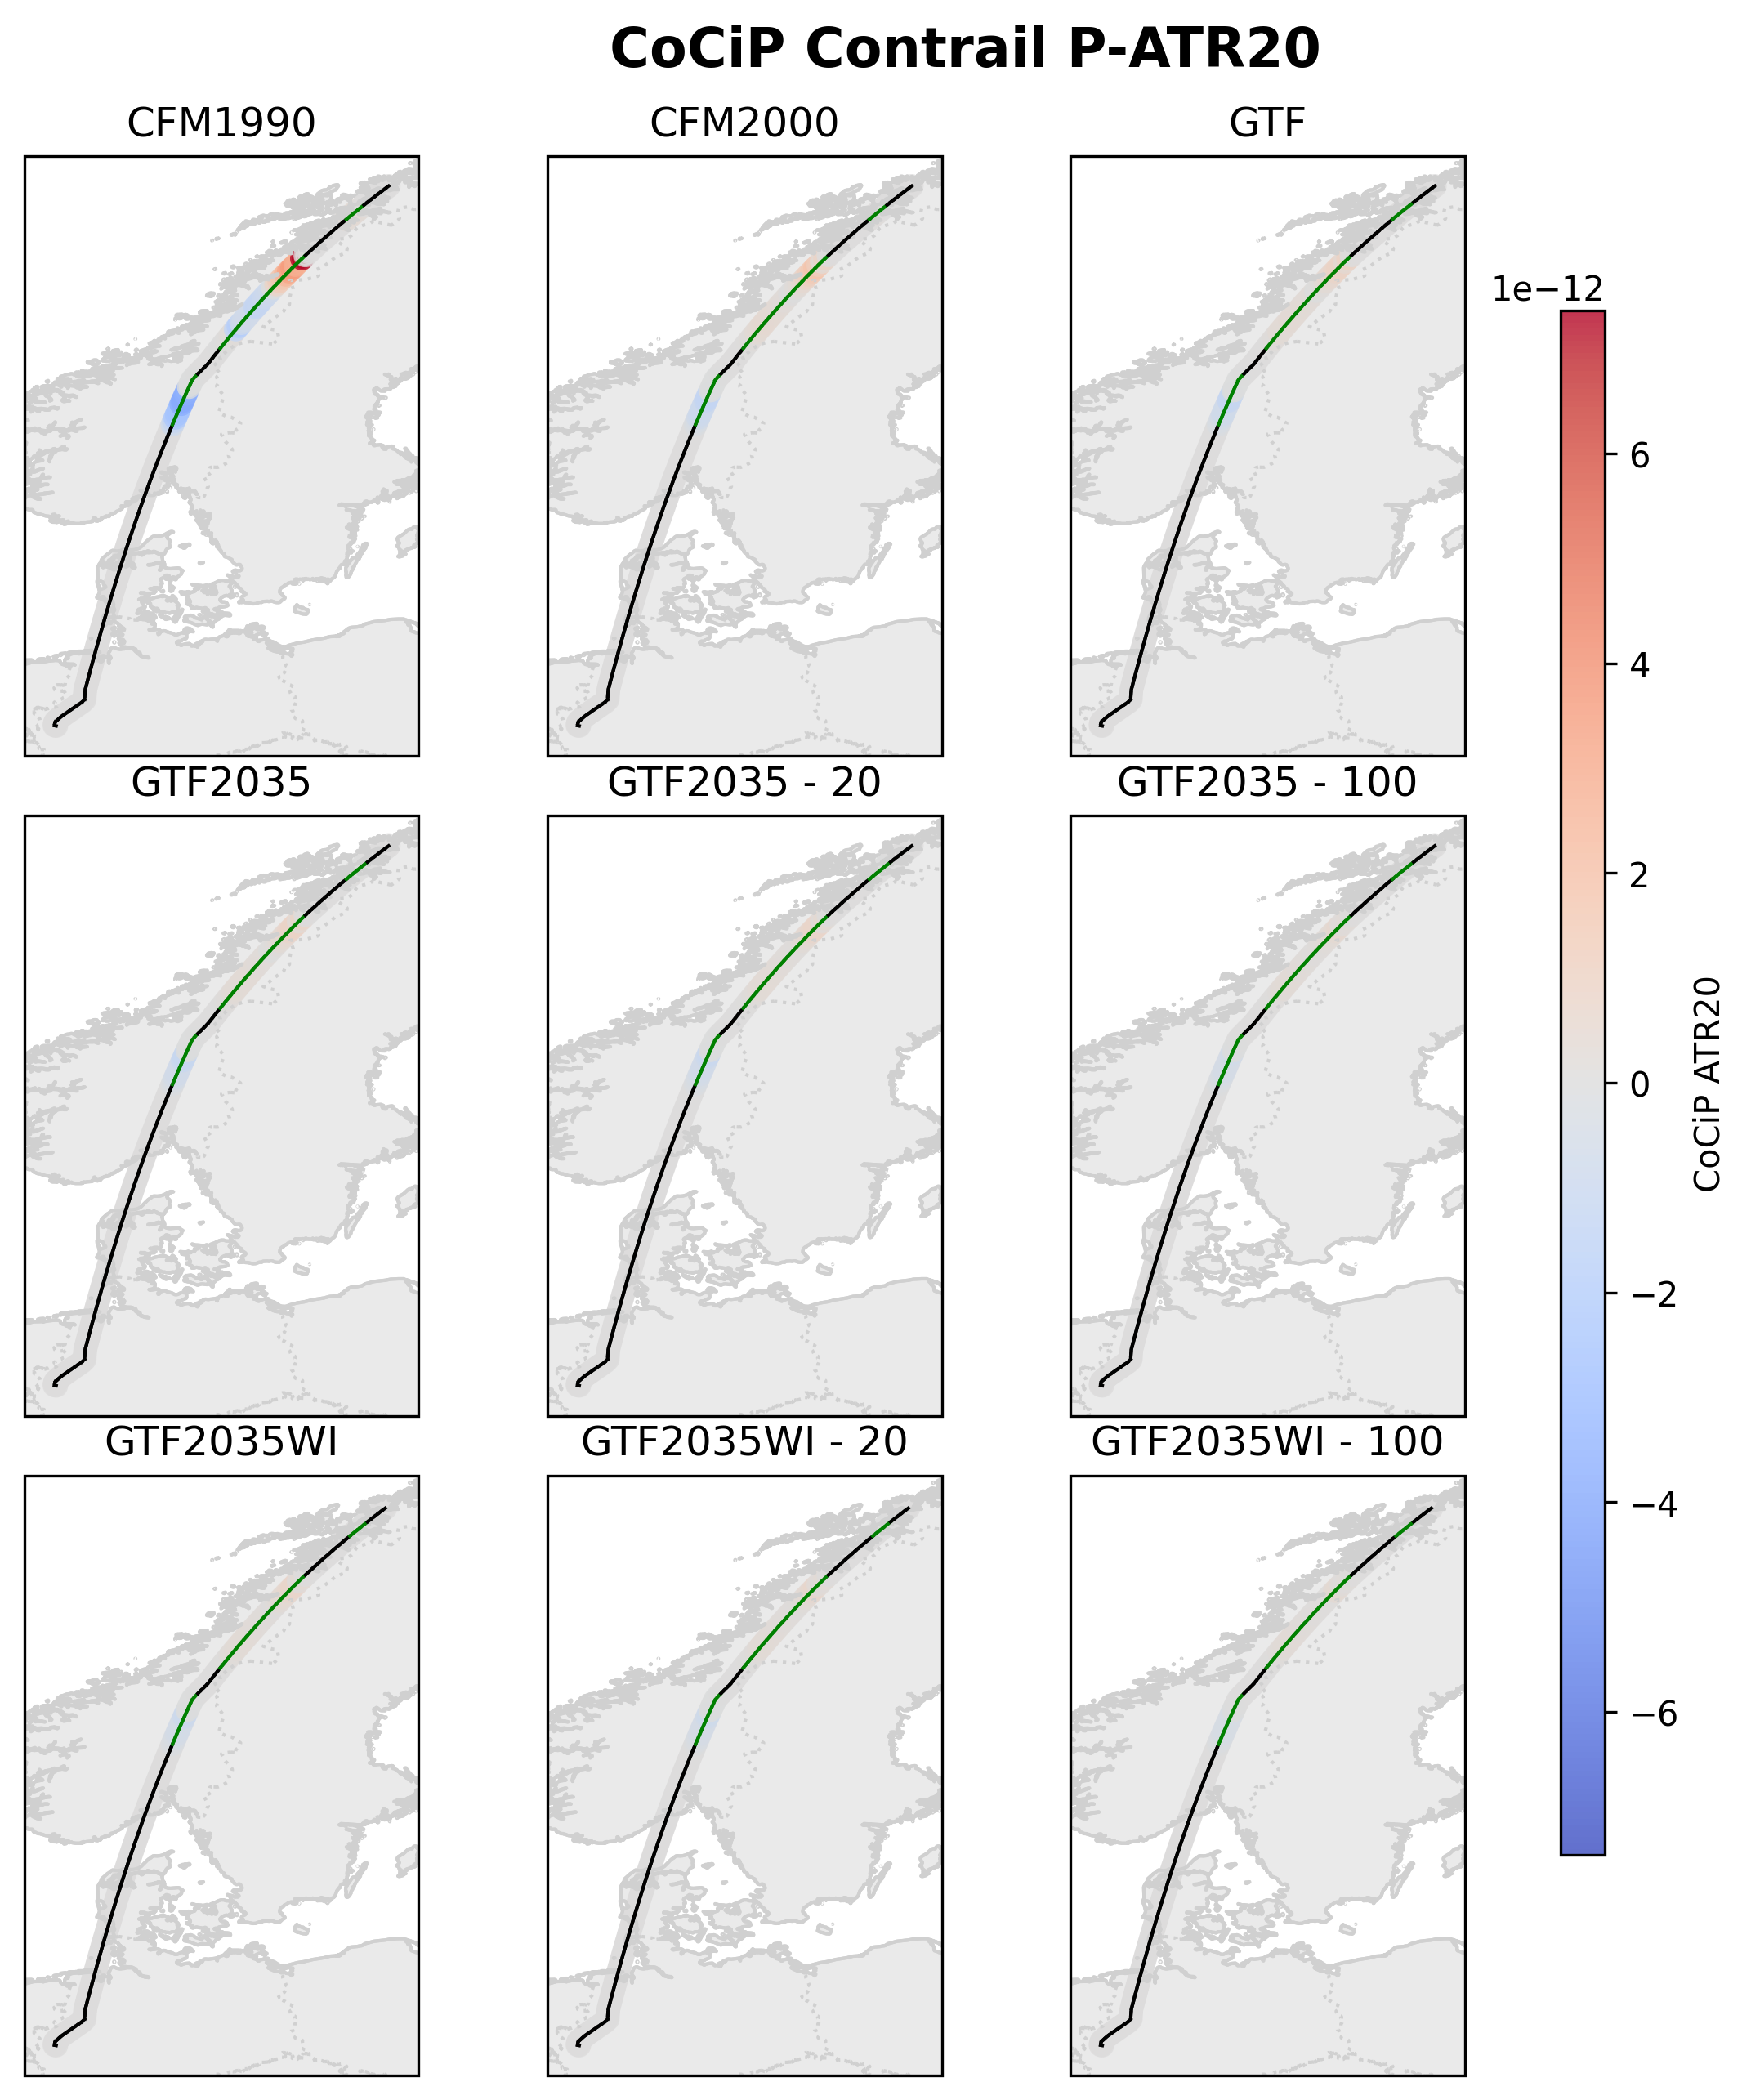 CoCiP Contrail P-ATR20
CFM1990
CFM2000
GTF
GTF2035
GTF2035 - 20
GTF2035 - 100
GTF2035WI
GTF2035WI - 20
GTF2035WI - 100
1e−12
6
4
2
0
−2
−4
−6
CoCiP ATR20